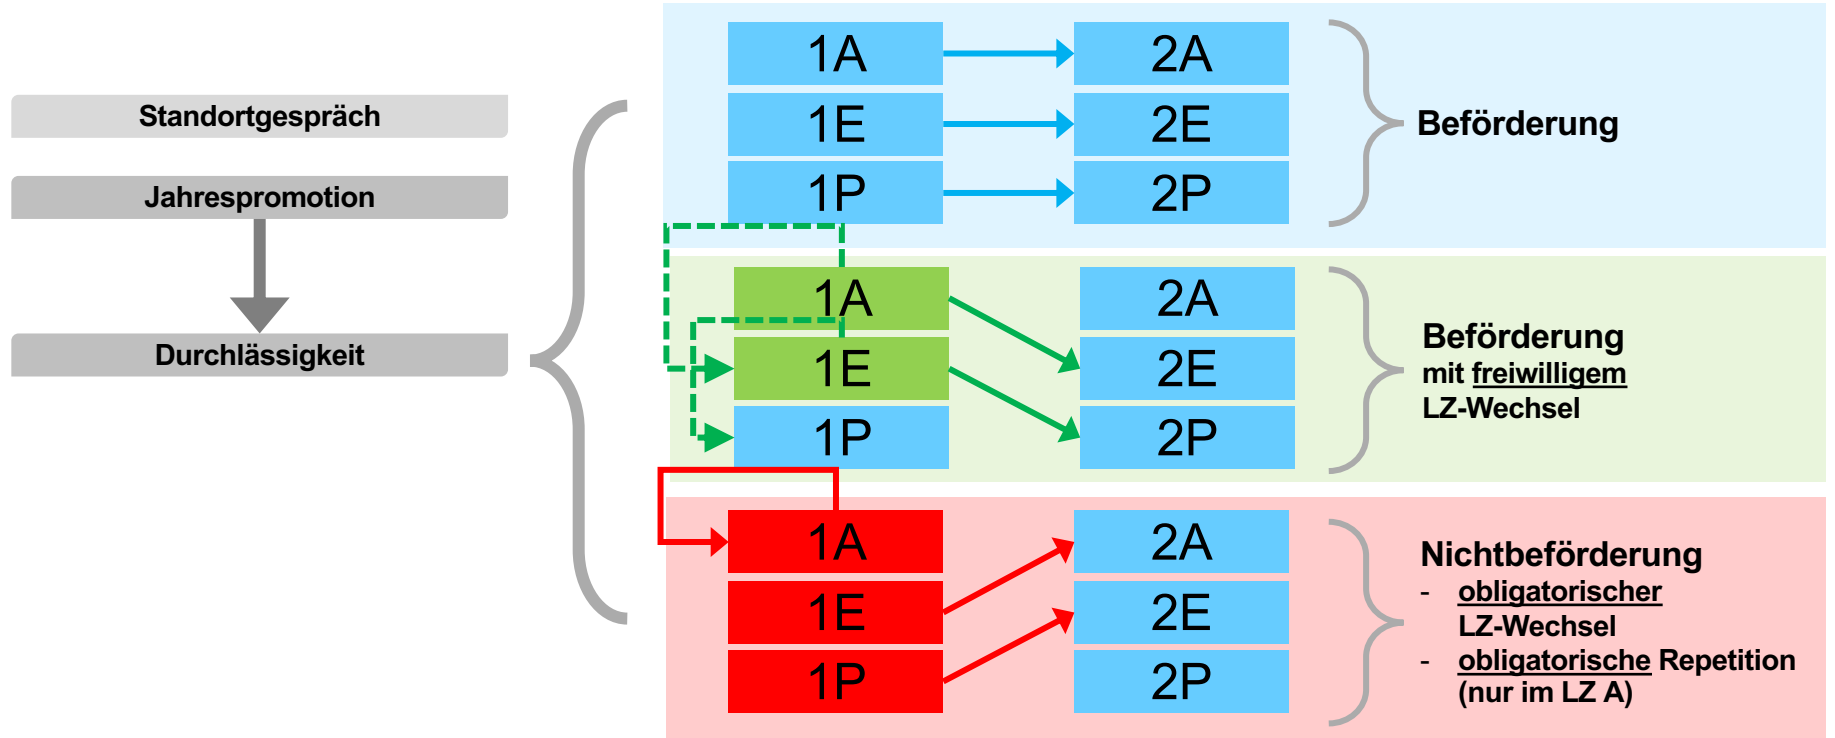 Standortgespräch
Jahrespromotion
Durchlässigkeit
1A 2A
1E 2E
1P 2P
Beförderung
1A 2A
1E 2E
1P 2P
Beförderung
mit freiwilligem
LZ-Wechsel
1A 2A
1E 2E
1P 2P
Nichtbeförderung
- obligatorischer
LZ-Wechsel
- obligatorische Repetition
(nur im LZ A)